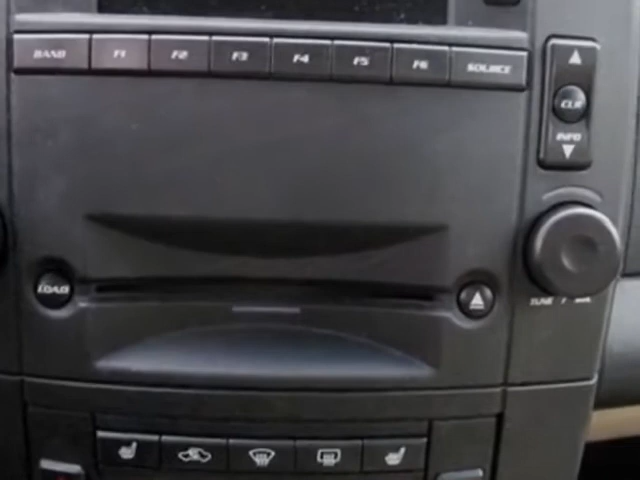 BAND F1 F2 F3 F4 F5 F6 SOURCE
CLR
INFO
LOAD
TUNE /